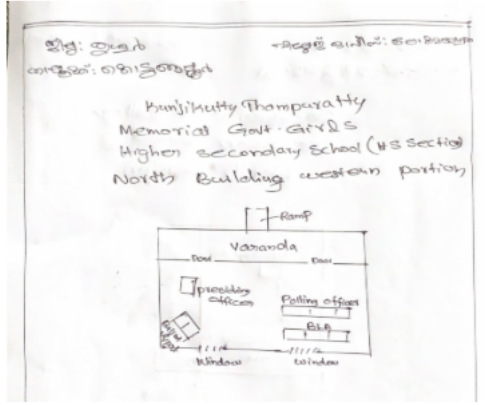 ജില്ല: തൃശൂർ
താലൂക്ക്: കൊടുങ്ങല്ലൂർ
Kunjikutty Thampuratty
Memorial Govt. Girls
Higher secondary School (HS Section)
North Building western portion
Ramp
Varanda
Door Door
presiding officer
Polling officer
BLA
Window Window